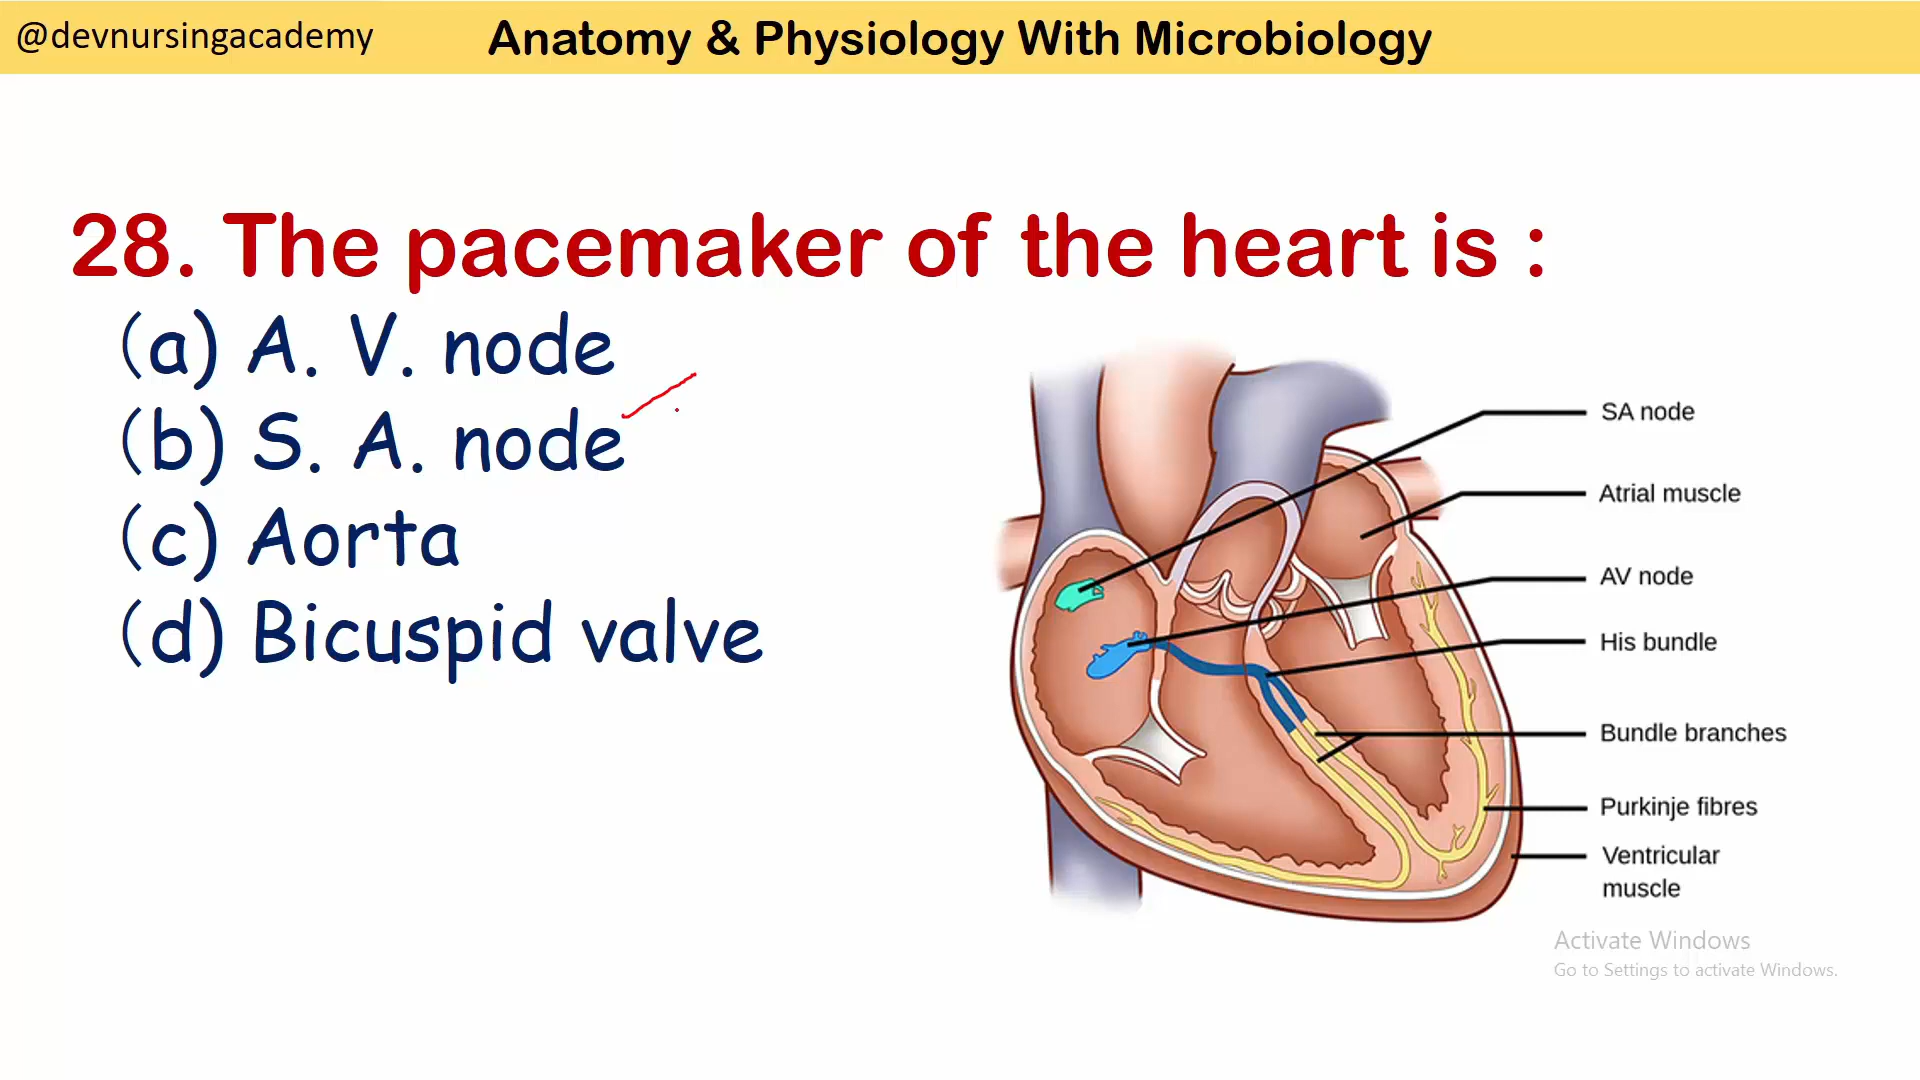 @devnursingacademy
Anatomy & Physiology With Microbiology
28. The pacemaker of the heart is :
(a) A. V. node
(b) S. A. node
(c) Aorta
(d) Bicuspid valve
SA node
Atrial muscle
AV node
His bundle
Bundle branches
Purkinje fibres
Ventricular
muscle
Activate Windows
Go to Settings to activate Windows.